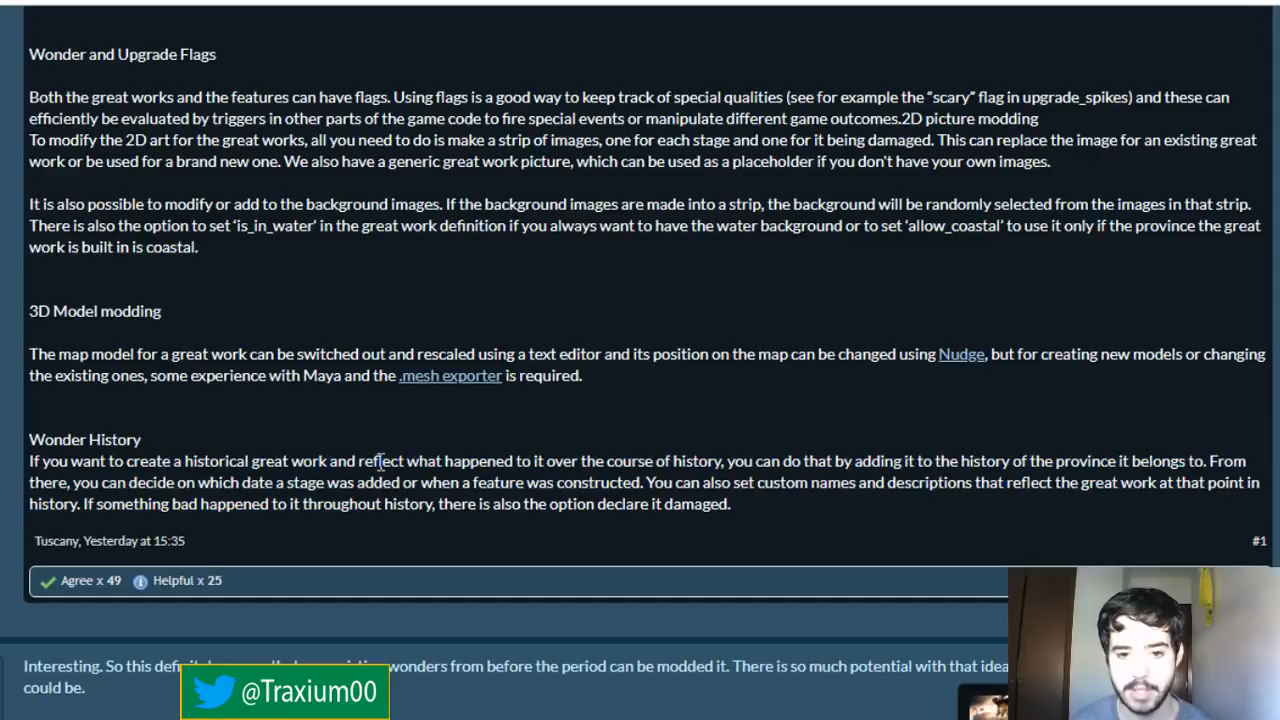 Wonder and Upgrade Flags
Both the great works and the features can have flags. Using flags is a good way to keep track of special qualities (see for example the “scary” flag in upgrade_spikes) and these can
efficiently be evaluated by triggers in other parts of the game code to fire special events or manipulate different game outcomes.2D picture modding
To modify the 2D art for the great works, all you need to do is make a strip of images, one for each stage and one for it being damaged. This can replace the image for an existing great
work or be used for a brand new one. We also have a generic great work picture, which can be used as a placeholder if you don't have your own images.
It is also possible to modify or add to the background images. If the background images are made into a strip, the background will be randomly selected from the images in that strip.
There is also the option to set ‘is_in_water‘ in the great work definition if you always want to have the water background or to set ‘allow_coastal’ to use it only if the province the great
work is built in is coastal.
3D Model modding
The map model for a great work can be switched out and rescaled using a text editor and its position on the map can be changed using Nudge, but for creating new models or changing
the existing ones, some experience with Maya and the .mesh exporter is required.
Wonder History
If you want to create a historical great work and reflect what happened to it over the course of history, you can do that by adding it to the history of the province it belongs to. From
there, you can decide on which date a stage was added or when a feature was constructed. You can also set custom names and descriptions that reflect the great work at that point in
history. If something bad happened to it throughout history, there is also the option declare it damaged.
Tuscany, Yesterday at 15:35 #1
Agree x 49 Helpful x 25
Interesting. So this wonders from before the period can be modded it. There is so much potential with that idea
could be.
@Traxium00